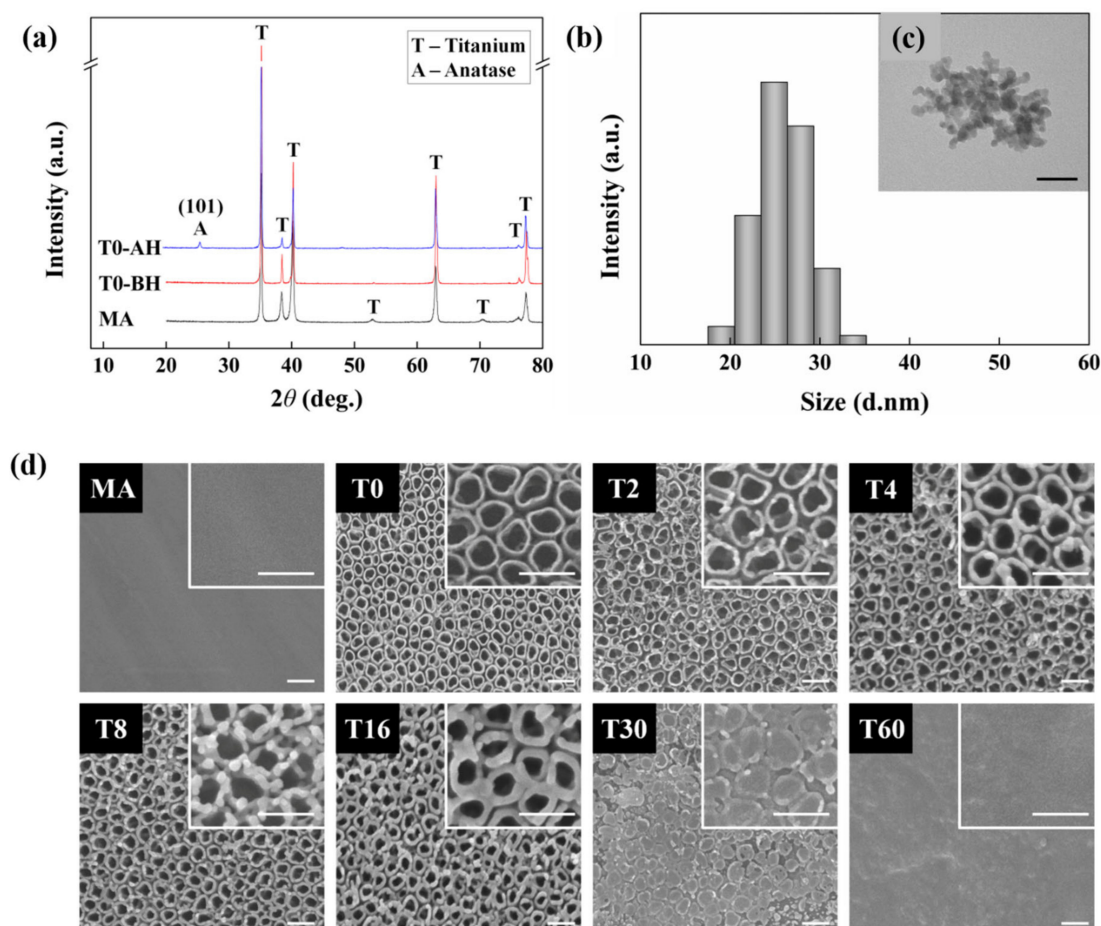 (a)
T
T – Titanium
A – Anatase
Intensity (a.u.)
T
T
(101)
A
T
T
T
T0-AH
T0-BH
MA
T
T
10 20 30 40 50 60 70 80
2θ (deg.)
(b)
(c)
Intensity (a.u.)
10 20 30 40 50 60
Size (d.nm)
(d)
MA
T0
T2
T4
T8
T16
T30
T60